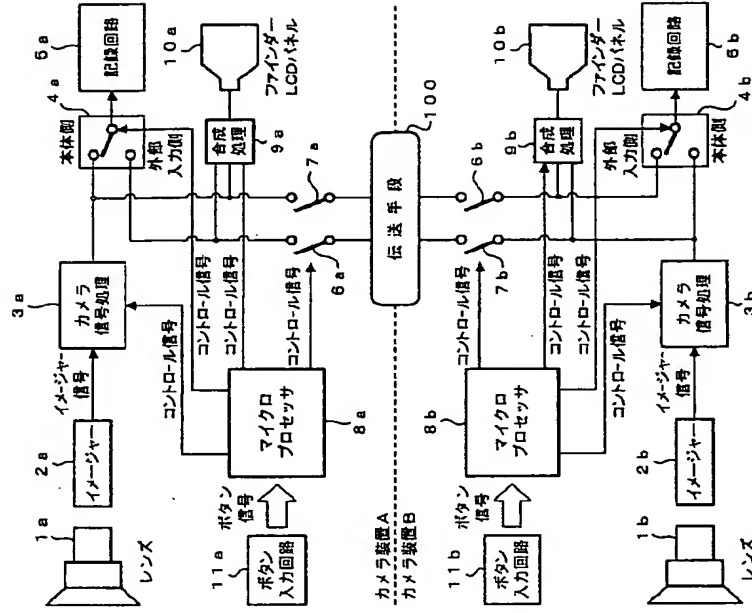 1a
レンズ
2a
イメージャー
イメージャー
信号
3a
カメラ
信号処理
コントロール信号
本体側
外部
入力側
4a
5a
記録回路
10a
ファインダー
LCDパネル
9a
合成
処理
コントロール信号
コントロール信号
コントロール信号
7a
6a
11a
ボタン
入力回路
ボタン
信号
マイクロ
プロセッサ
8a
カメラ装置A
カメラ装置B
伝送手段
100
11b
ボタン
入力回路
ボタン
信号
マイクロ
プロセッサ
8b
コントロール信号
コントロール信号
コントロール信号
コントロール信号
7b
6b
9b
合成
処理
10b
ファインダー
LCDパネル
本体側
外部
入力側
4b
記録回路
1b
レンズ
2b
イメージャー
イメージャー
信号
3b
カメラ
信号処理